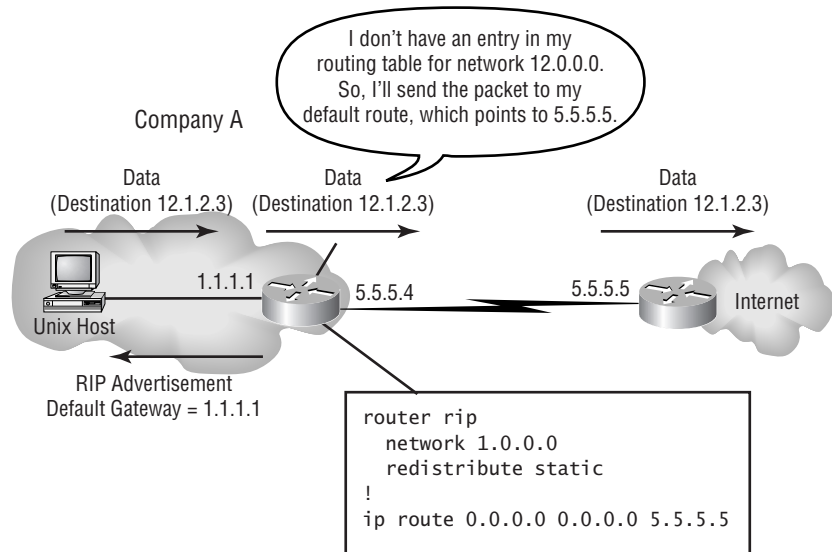 I don’t have an entry in my
routing table for network 12.0.0.0.
So, I’ll send the packet to my
default route, which points to 5.5.5.5.
Company A
Data
(Destination 12.1.2.3)
Data
(Destination 12.1.2.3)
Data
(Destination 12.1.2.3)
1.1.1.1
5.5.5.4
5.5.5.5
Internet
Unix Host
RIP Advertisement
Default Gateway = 1.1.1.1
router rip
  network 1.0.0.0
  redistribute static
!
ip route 0.0.0.0 0.0.0.0 5.5.5.5